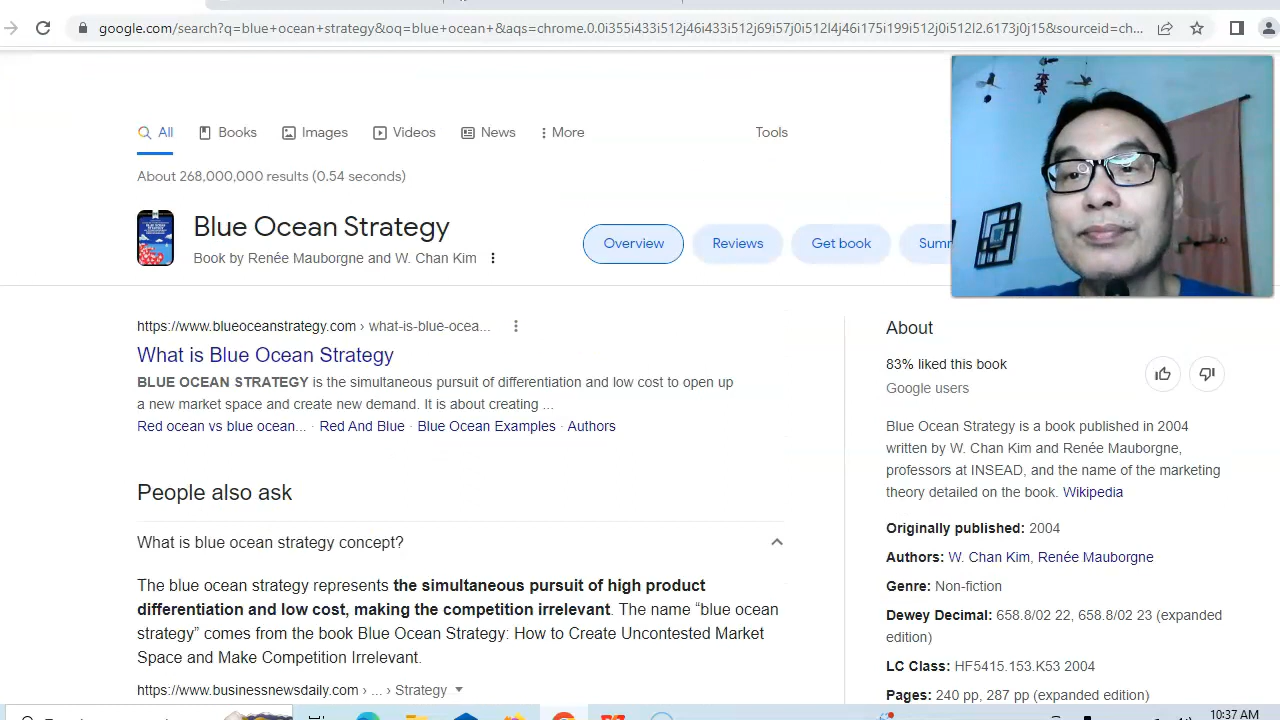 google.com/search?q=blue+ocean+strategy&oq=blue+ocean+&aqs=chrome.0.0i355i433i512j46i433i512j69i57j0i512l4j46i175i199i512j0i512l2.6173j0j15&sourceid=ch...
All
Books
Images
Videos
News
More
Tools
About 268,000,000 results (0.54 seconds)
Blue Ocean Strategy
Book by Renée Mauborgne and W. Chan Kim
Overview
Reviews
Get book
Summ
https://www.blueoceanstrategy.com › what-is-blue-ocea...
What is Blue Ocean Strategy
BLUE OCEAN STRATEGY is the simultaneous pursuit of differentiation and low cost to open up
a new market space and create new demand. It is about creating ...
Red ocean vs blue ocean... · Red And Blue · Blue Ocean Examples · Authors
People also ask
What is blue ocean strategy concept?
The blue ocean strategy represents the simultaneous pursuit of high product
differentiation and low cost, making the competition irrelevant. The name “blue ocean
strategy” comes from the book Blue Ocean Strategy: How to Create Uncontested Market
Space and Make Competition Irrelevant.
https://www.businessnewsdaily.com › ... › Strategy
About
83% liked this book
Google users
Blue Ocean Strategy is a book published in 2004
written by W. Chan Kim and Renée Mauborgne,
professors at INSEAD, and the name of the marketing
theory detailed on the book. Wikipedia
Originally published: 2004
Authors: W. Chan Kim, Renée Mauborgne
Genre: Non-fiction
Dewey Decimal: 658.8/02 22, 658.8/02 23 (expanded
edition)
LC Class: HF5415.153.K53 2004
Pages: 240 pp, 287 pp (expanded edition)
10:37 AM